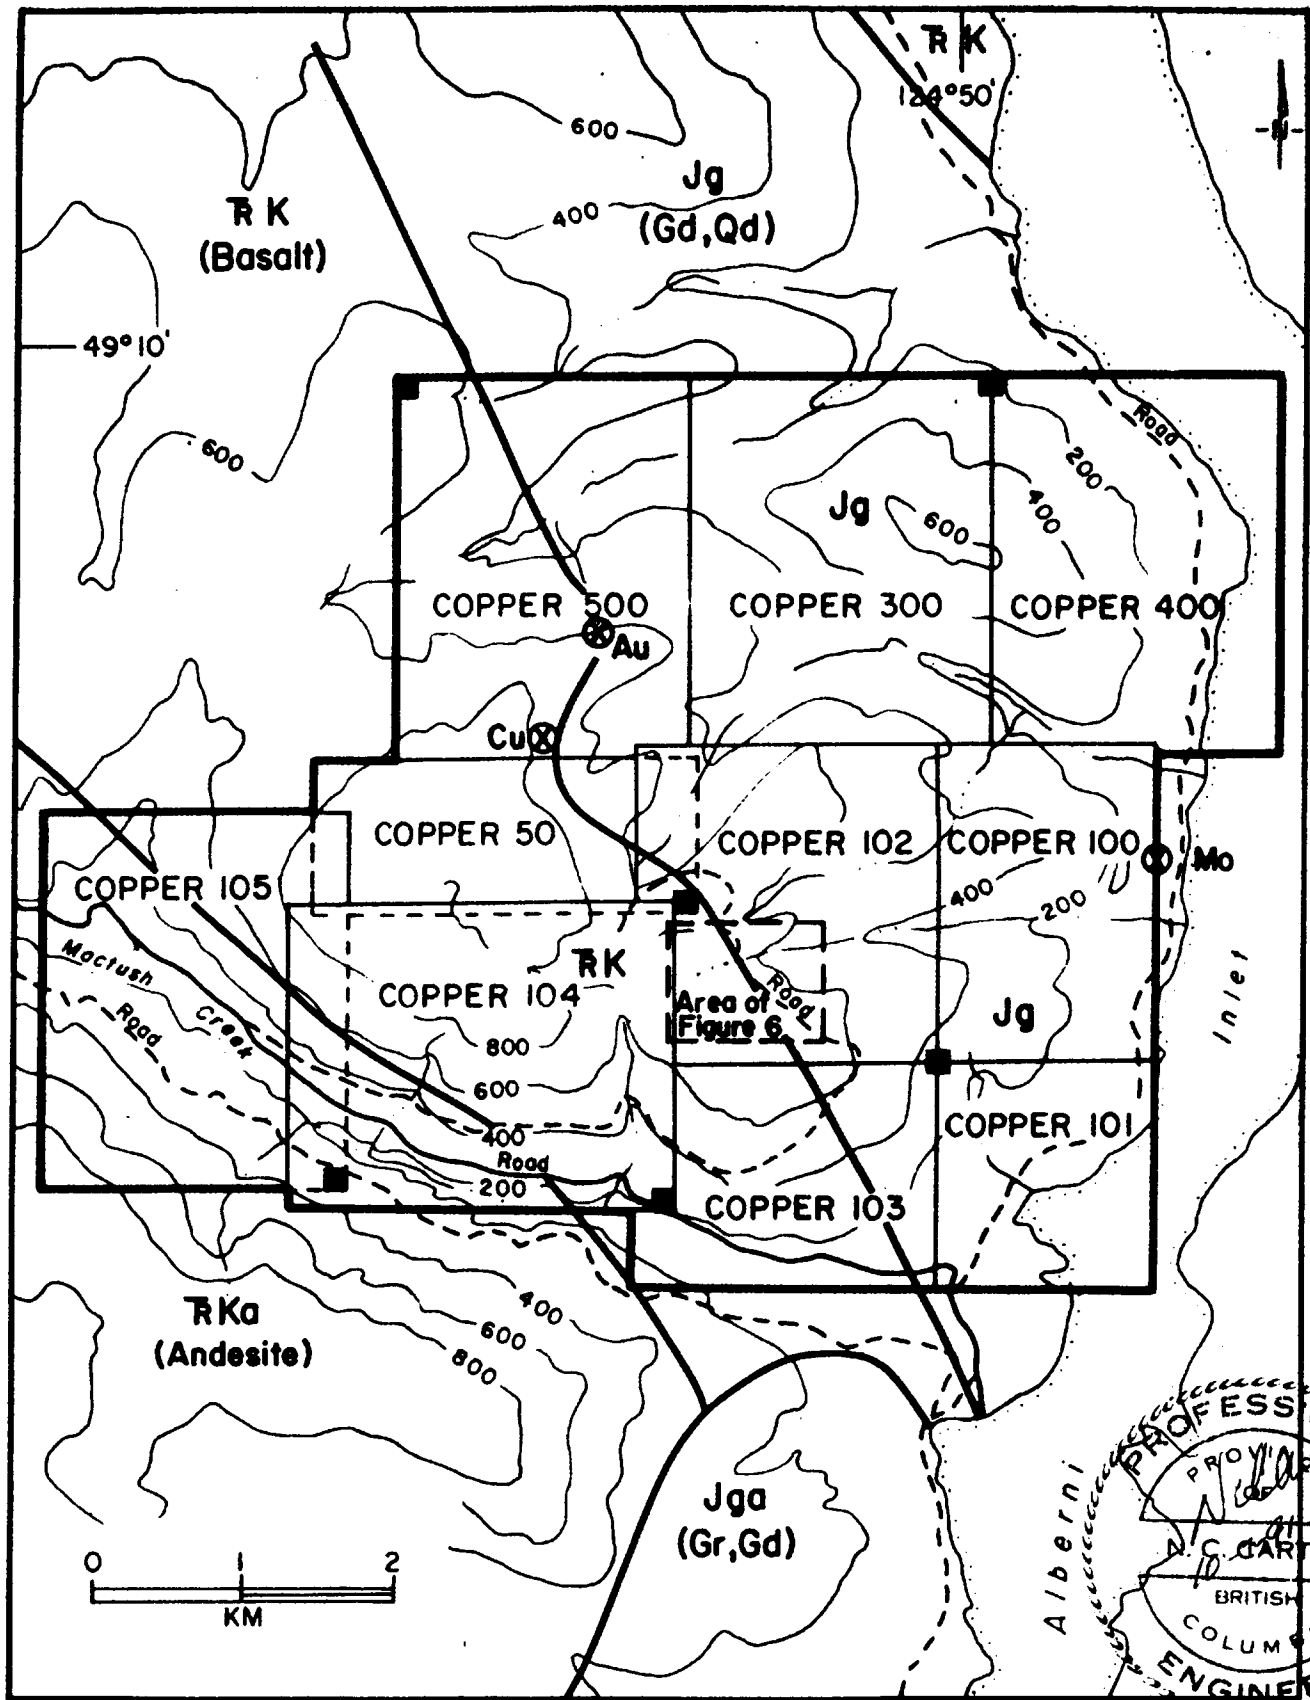 TR K
124°50'
N
600
Jg
(Gd,Qd)
TR K
(Basalt)
400
49°10'
600
Road
200
400
Jg
600
COPPER 500
COPPER 300
COPPER 400
Au
Cu
COPPER 50
COPPER 102
COPPER 100
Mo
COPPER 105
400
200
Mactush
Creek
Road
TR K
COPPER 104
Area of
Figure 6
Road
Jg
Inlet
800
600
400
Road
200
COPPER 101
COPPER 103
TR Ka
(Andesite)
400
600
800
Jga
(Gr,Gd)
Alberni
0 1 2
KM
PROFESS
PROVI
OF
N. C. CART
BRITISH
COLUM
ENGINE